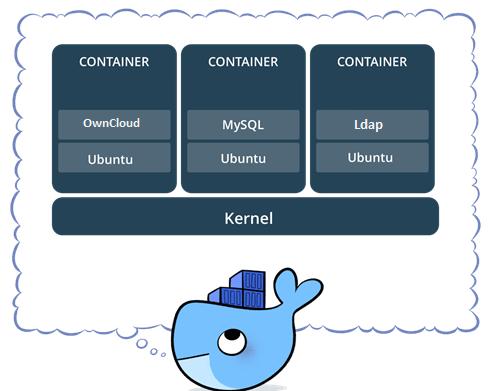 CONTAINER
OwnCloud
Ubuntu
CONTAINER
MySQL
Ubuntu
CONTAINER
Ldap
Ubuntu
Kernel